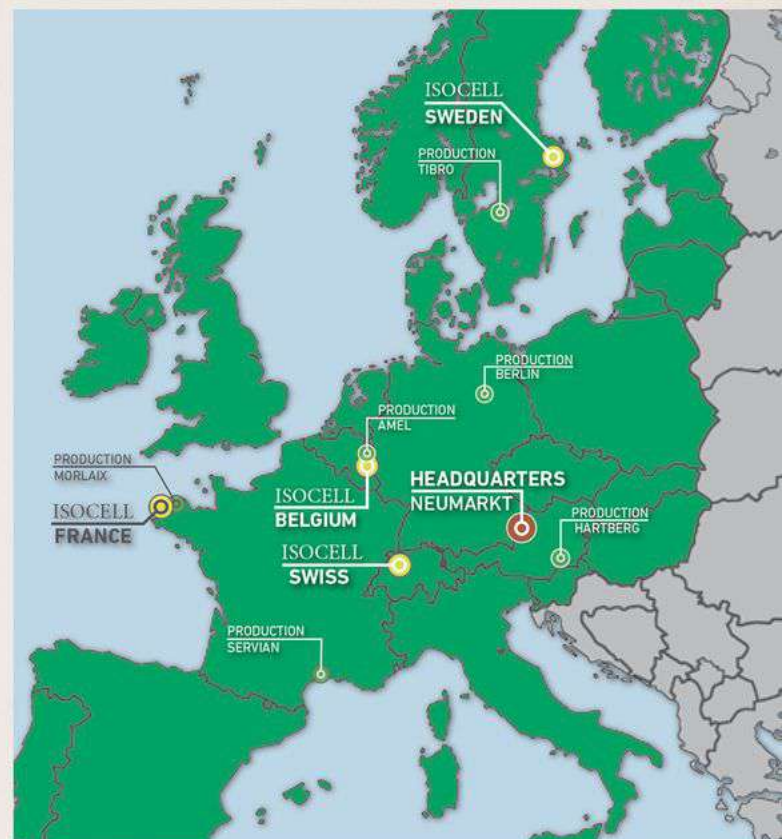 ISOCELL
SWEDEN
PRODUCTION
TIBRO
PRODUCTION
BERLIN
PRODUCTION
AMEL
PRODUCTION
MORLAIX
ISOCELL
FRANCE
ISOCELL
BELGIUM
HEADQUARTERS
NEUMARKT
PRODUCTION
HARTBERG
ISOCELL
SWISS
PRODUCTION
SERVIAN